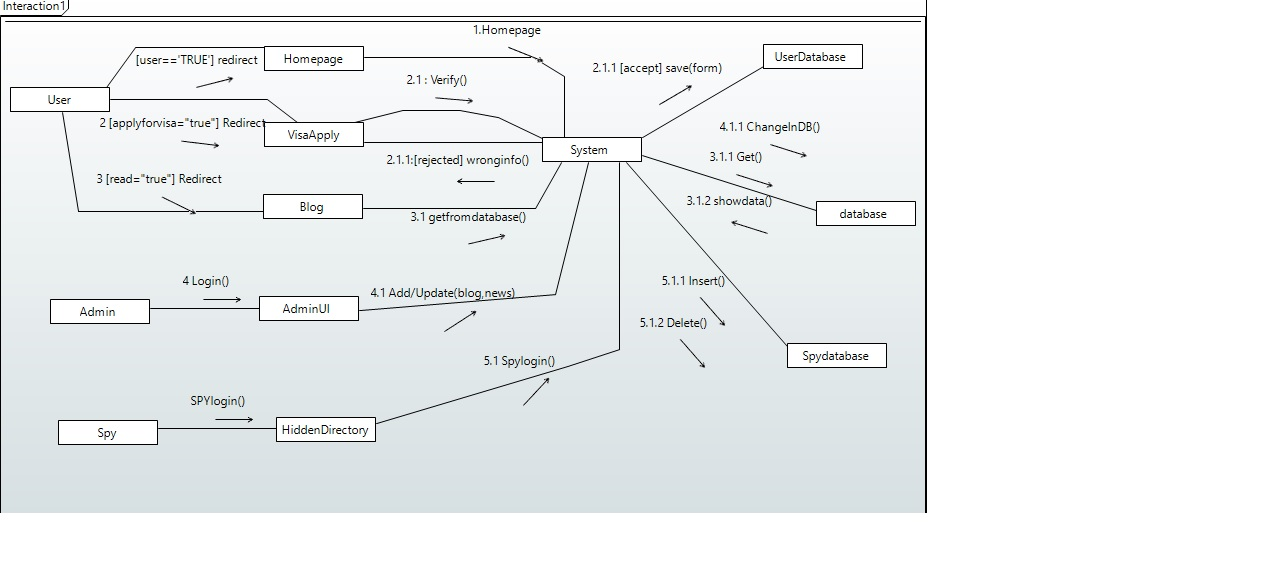 Interaction1
1.Homepage
[user=='TRUE'] redirect
Homepage
UserDatabase
2.1.1 [accept] save(form)
2.1 : Verify()
User
2 [applyforvisa="true"] Redirect
VisaApply
4.1.1 ChangeInDB()
System
3.1.1 Get()
2.1.1:[rejected] wronginfo()
3 [read="true"] Redirect
3.1.2 showdata()
Blog
3.1 getfromdatabase()
database
4 Login()
5.1.1 Insert()
4.1 Add/Update(blog,news)
Admin
AdminUI
5.1.2 Delete()
Spydatabase
5.1 Spylogin()
SPYlogin()
Spy
HiddenDirectory